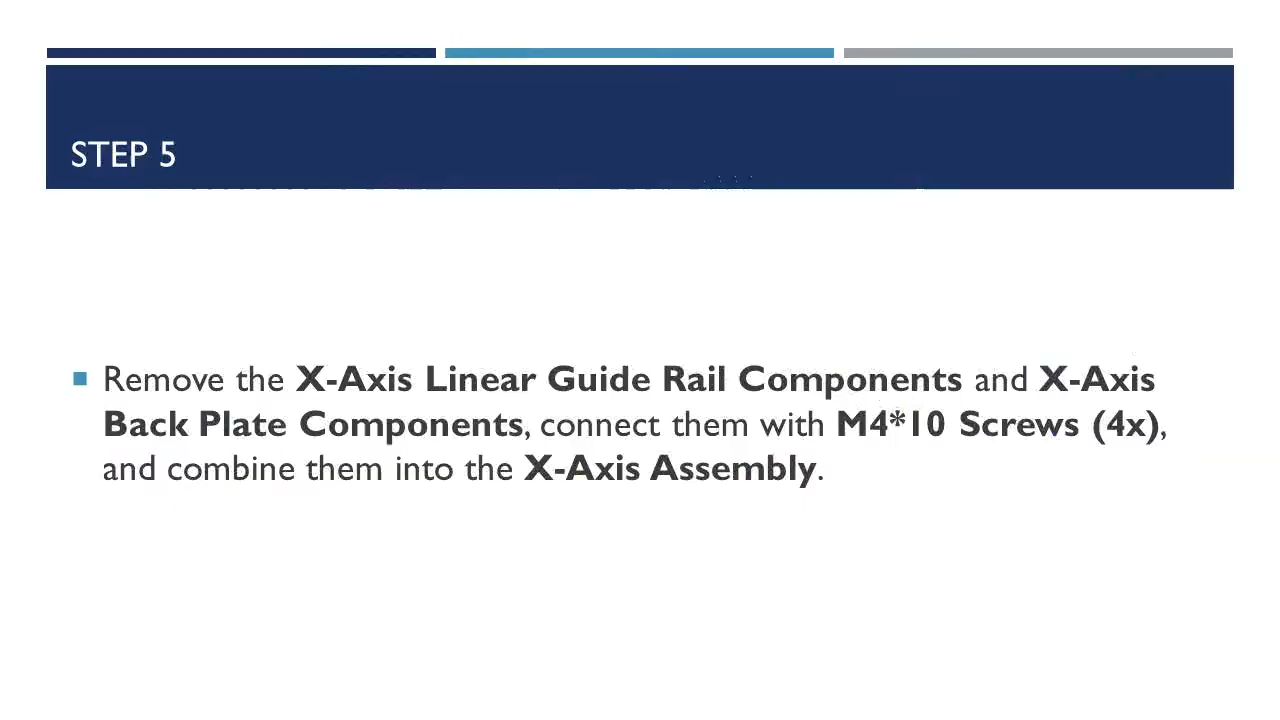 STEP 5
Remove the X-Axis Linear Guide Rail Components and X-Axis
Back Plate Components, connect them with M4*10 Screws (4x),
and combine them into the X-Axis Assembly.